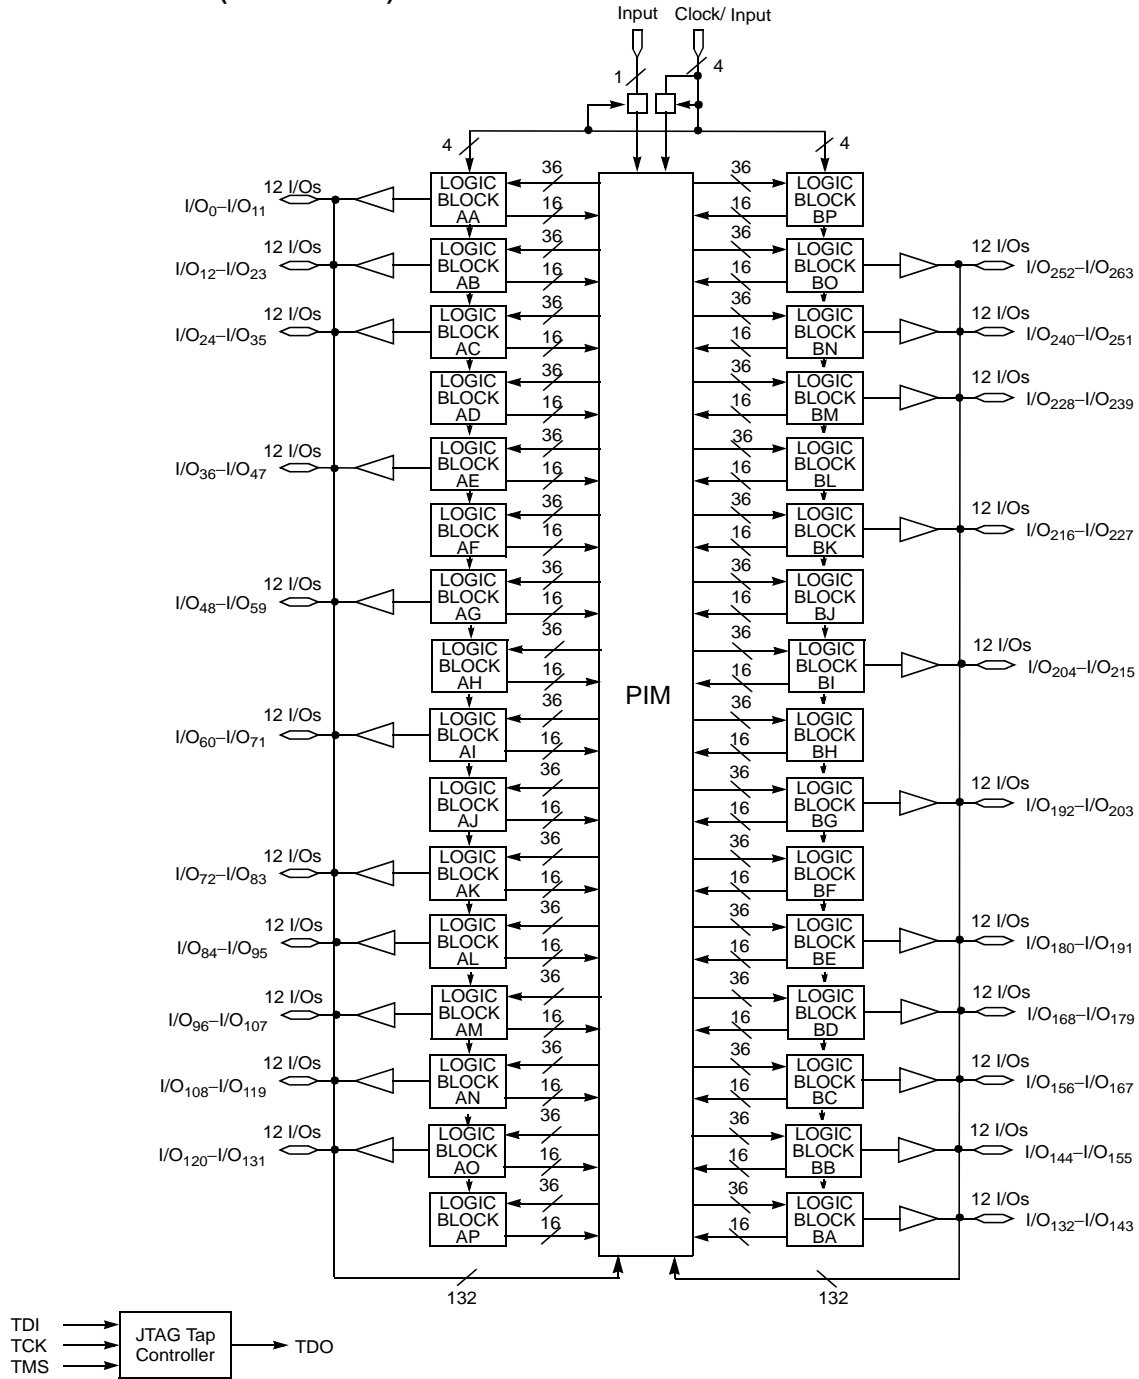 Input Clock/ Input
1 4
4 4
12 I/Os LOGIC BLOCK AA 36 16 36 16 LOGIC BLOCK BP
I/O0–I/O11
12 I/Os LOGIC BLOCK AB 36 16 36 16 LOGIC BLOCK BO 12 I/Os
I/O12–I/O23 I/O252–I/O263
12 I/Os LOGIC BLOCK AC 36 16 36 16 LOGIC BLOCK BN 12 I/Os
I/O24–I/O35 I/O240–I/O251
LOGIC BLOCK AD 36 16 36 16 LOGIC BLOCK BM 12 I/Os
I/O228–I/O239
12 I/Os LOGIC BLOCK AE 36 16 36 16 LOGIC BLOCK BL
I/O36–I/O47
LOGIC BLOCK AF 36 16 36 16 LOGIC BLOCK BK 12 I/Os
I/O216–I/O227
12 I/Os LOGIC BLOCK AG 36 16 36 16 LOGIC BLOCK BJ
I/O48–I/O59
LOGIC BLOCK AH 36 16 36 16 LOGIC BLOCK BI 12 I/Os
I/O204–I/O215
PIM
12 I/Os LOGIC BLOCK AI 36 16 36 16 LOGIC BLOCK BH
I/O60–I/O71
LOGIC BLOCK AJ 36 16 36 16 LOGIC BLOCK BG 12 I/Os
I/O192–I/O203
12 I/Os LOGIC BLOCK AK 36 16 36 16 LOGIC BLOCK BF
I/O72–I/O83
12 I/Os LOGIC BLOCK AL 36 16 36 16 LOGIC BLOCK BE 12 I/Os
I/O84–I/O95 I/O180–I/O191
12 I/Os LOGIC BLOCK AM 36 16 36 16 LOGIC BLOCK BD 12 I/Os
I/O96–I/O107 I/O168–I/O179
12 I/Os LOGIC BLOCK AN 36 16 36 16 LOGIC BLOCK BC 12 I/Os
I/O108–I/O119 I/O156–I/O167
12 I/Os LOGIC BLOCK AO 36 16 36 16 LOGIC BLOCK BB 12 I/Os
I/O120–I/O131 I/O144–I/O155
LOGIC BLOCK AP 36 16 36 16 LOGIC BLOCK BA 12 I/Os
I/O132–I/O143
132 132
TDI
TCK
TMS
JTAG Tap
Controller
TDO